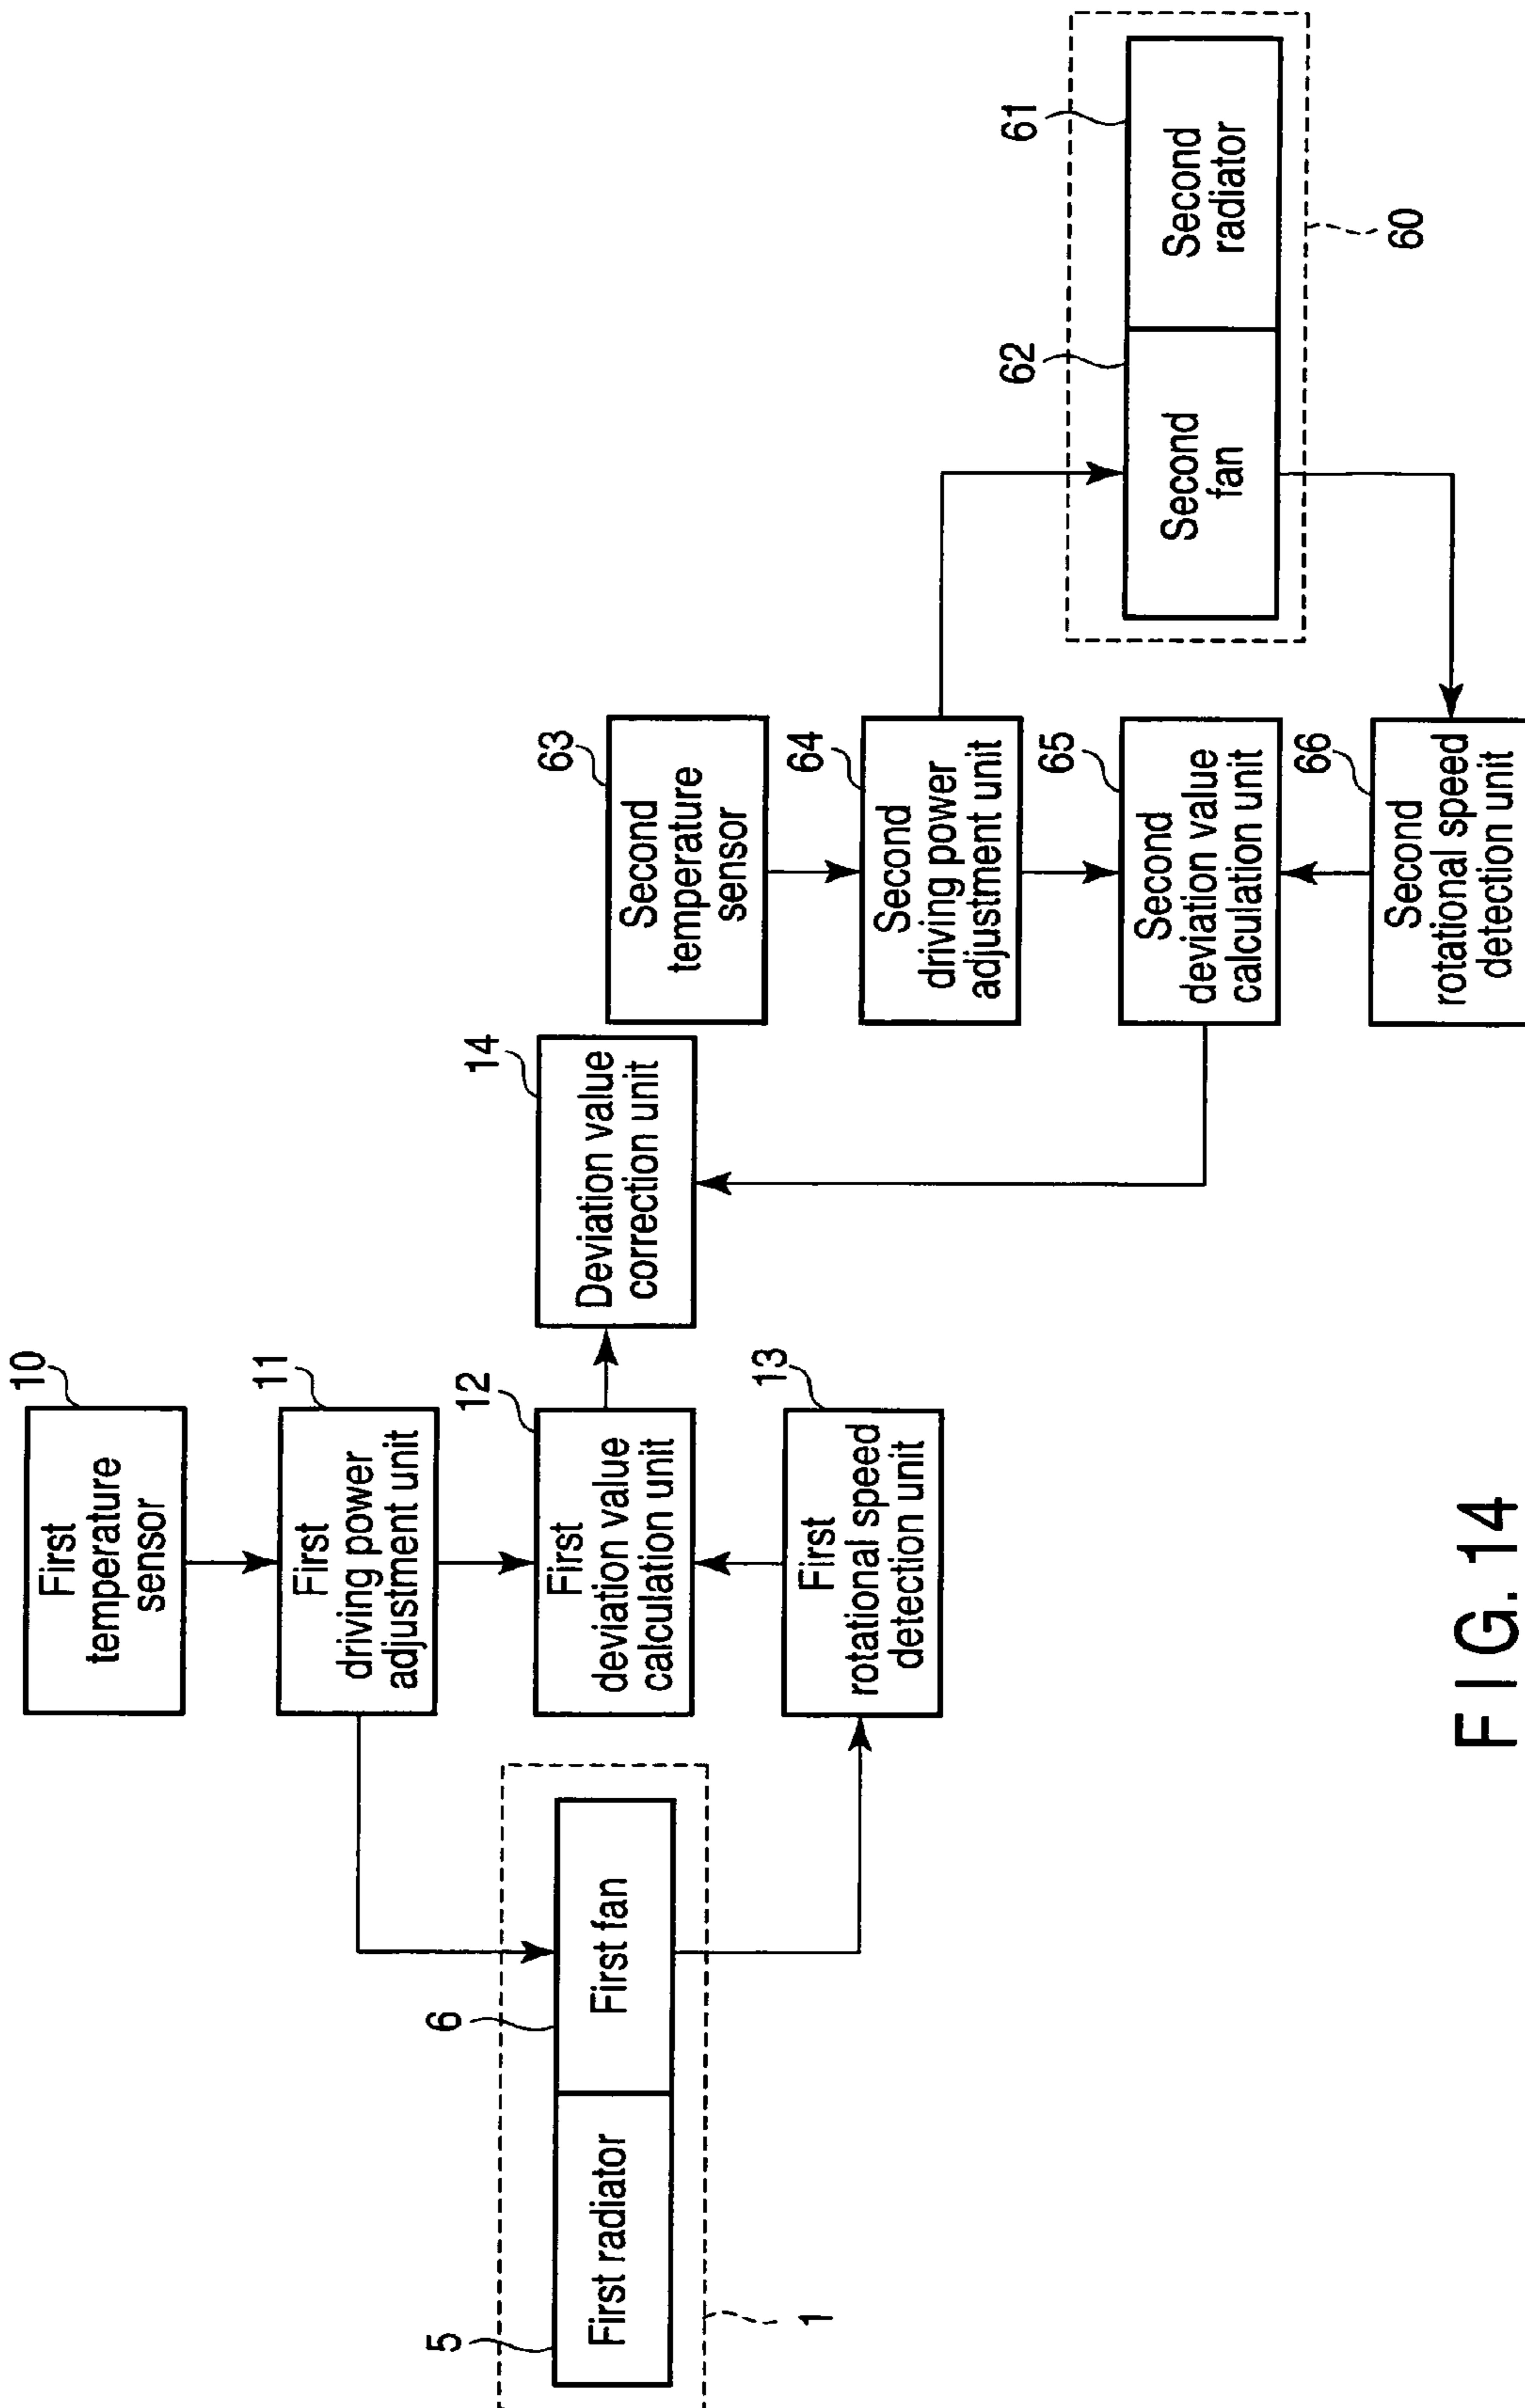 10
First
temperature
sensor
11
First
driving power
adjustment unit
12
First
deviation value
calculation unit
13
First
rotational speed
detection unit
5
First radiator
6
First fan
1
14
Deviation value
correction unit
63
Second
temperature
sensor
64
Second
driving power
adjustment unit
65
Second
deviation value
calculation unit
66
Second
rotational speed
detection unit
62
Second
fan
61
Second
radiator
60
FIG. 14